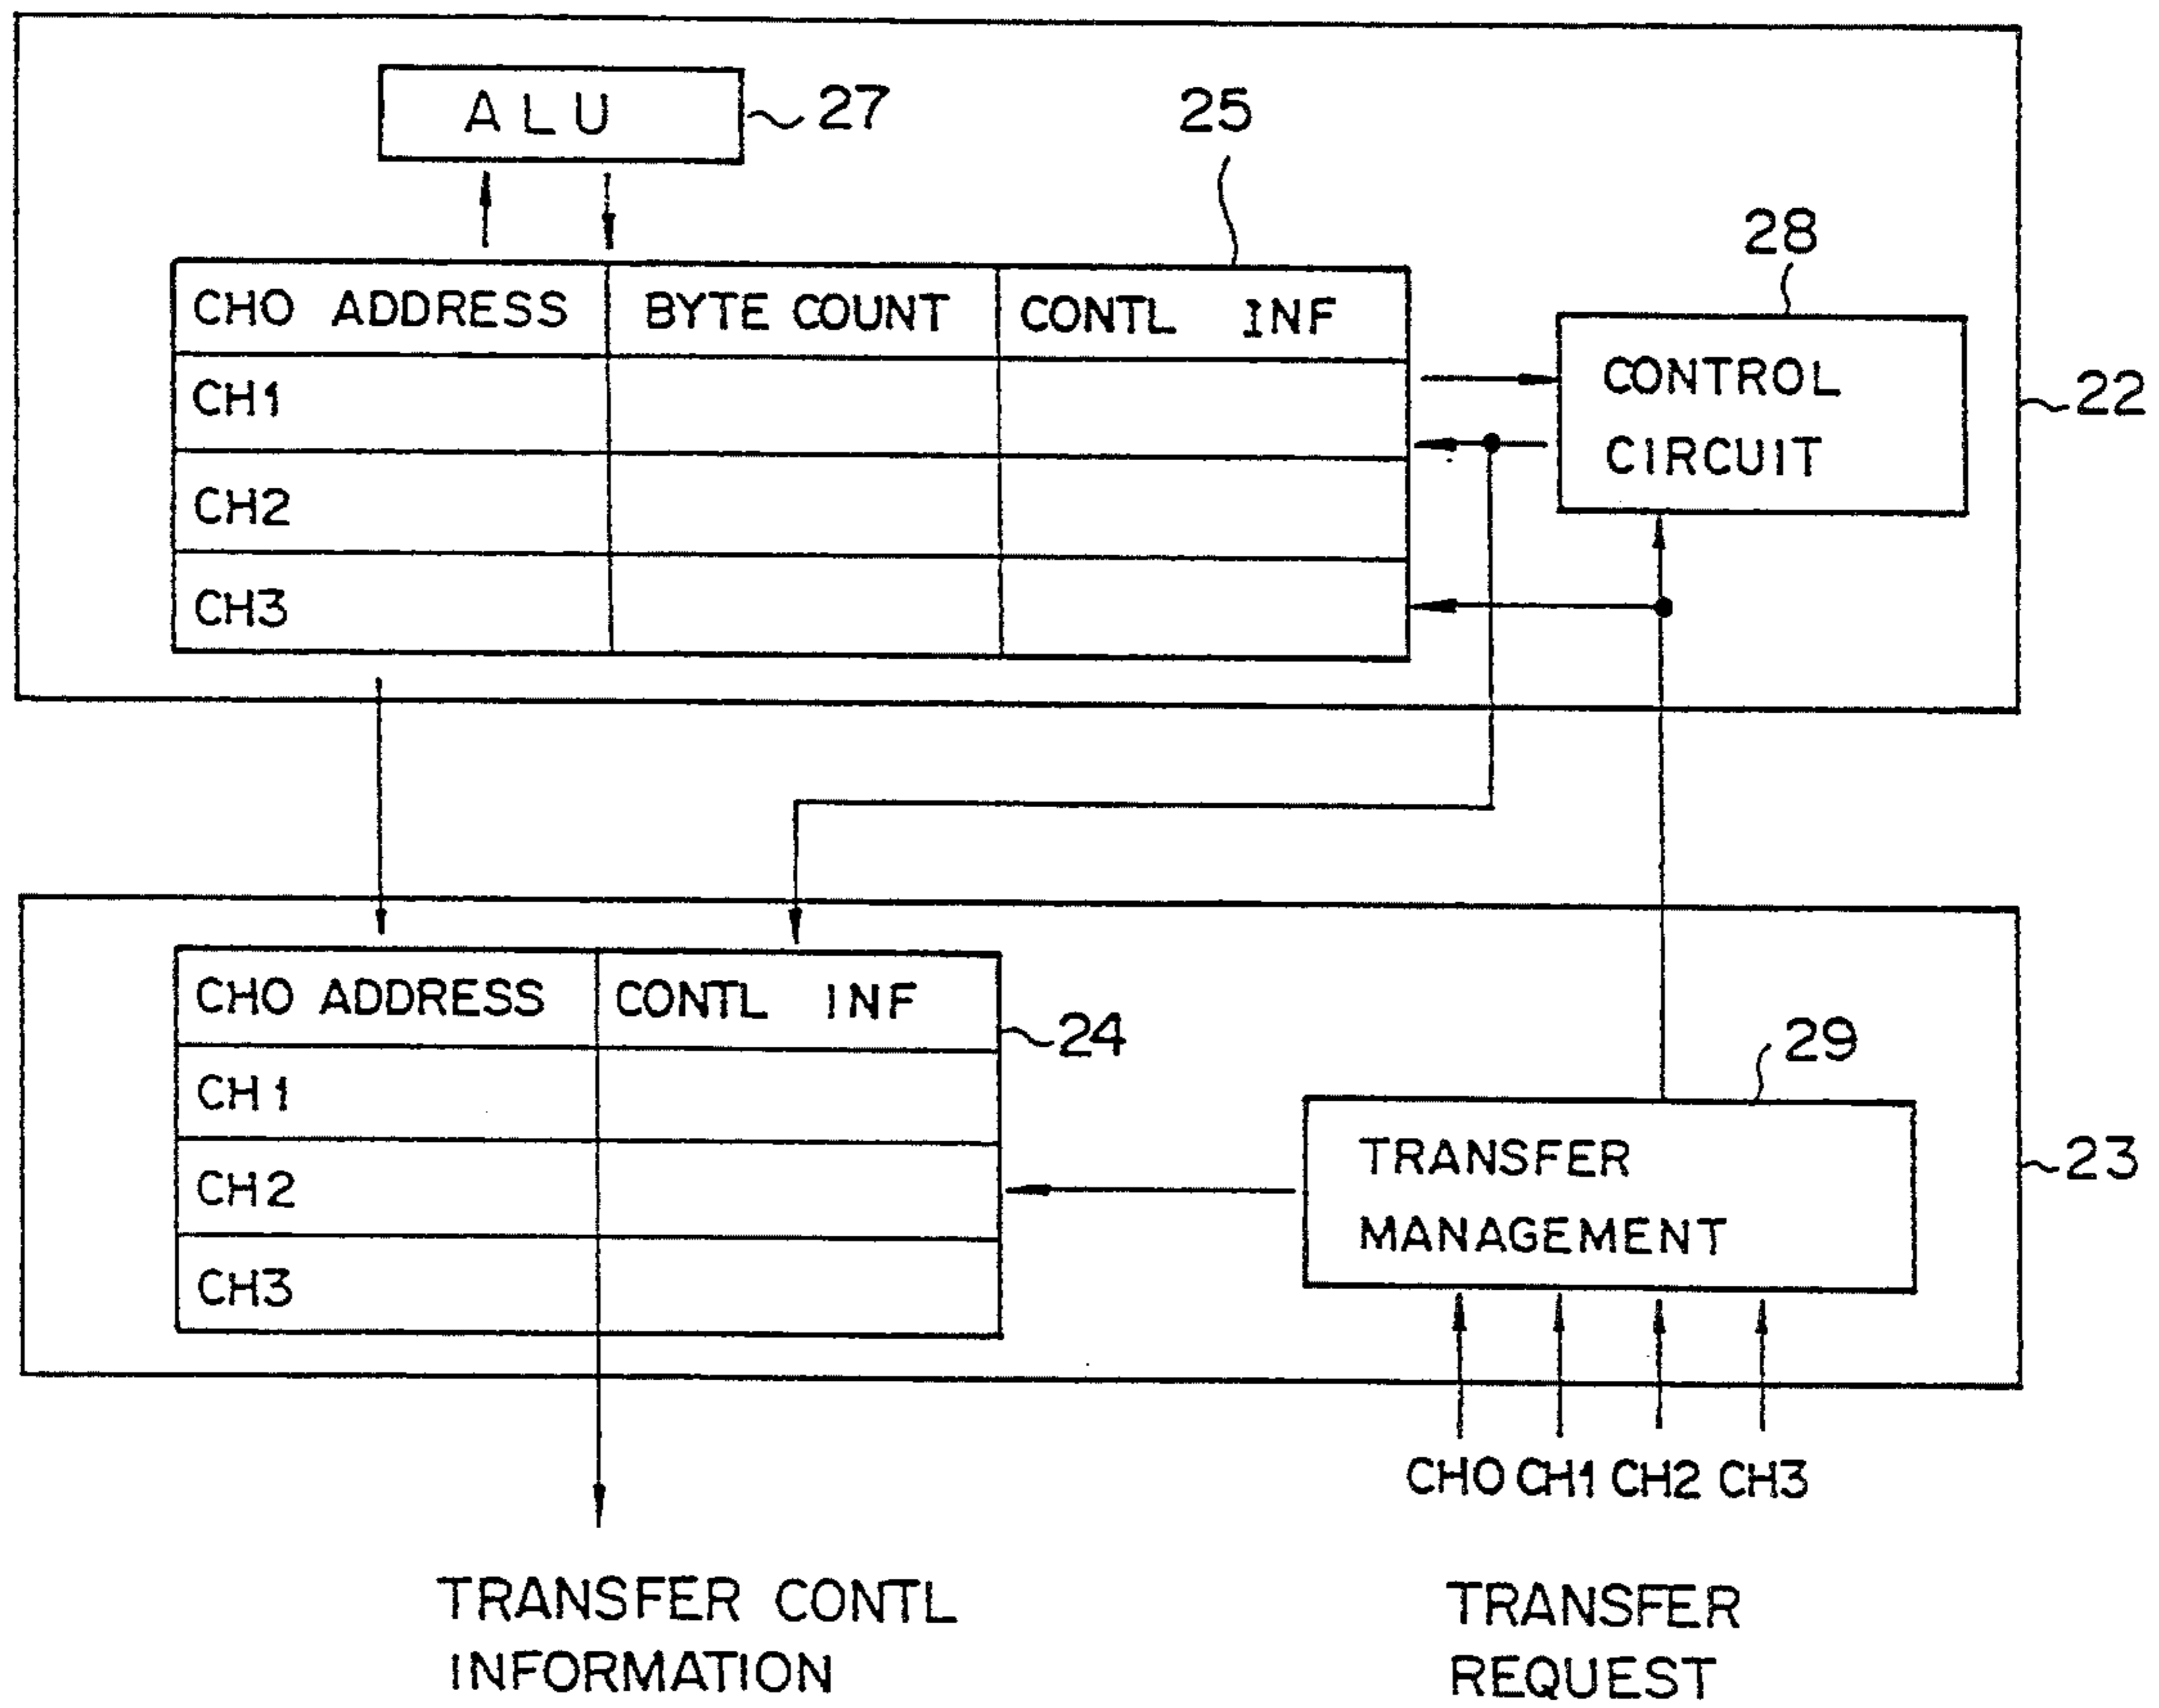 ALU
27
25
28
CH0 ADDRESS BYTE COUNT CONTL INF
CH1
CH2
CH3
CONTROL
CIRCUIT
22
CH0 ADDRESS CONTL INF
CH1
CH2
CH3
24
29
TRANSFER
MANAGEMENT
23
CH0 CH1 CH2 CH3
TRANSFER CONTL
INFORMATION
TRANSFER
REQUEST